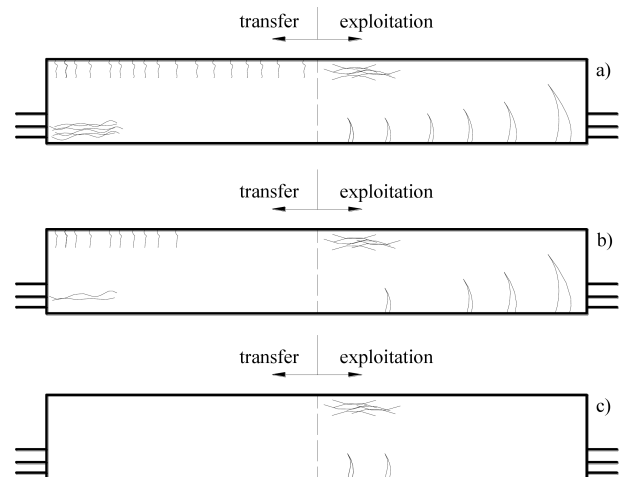 transfer exploitation
a)
transfer exploitation
b)
transfer exploitation
c)